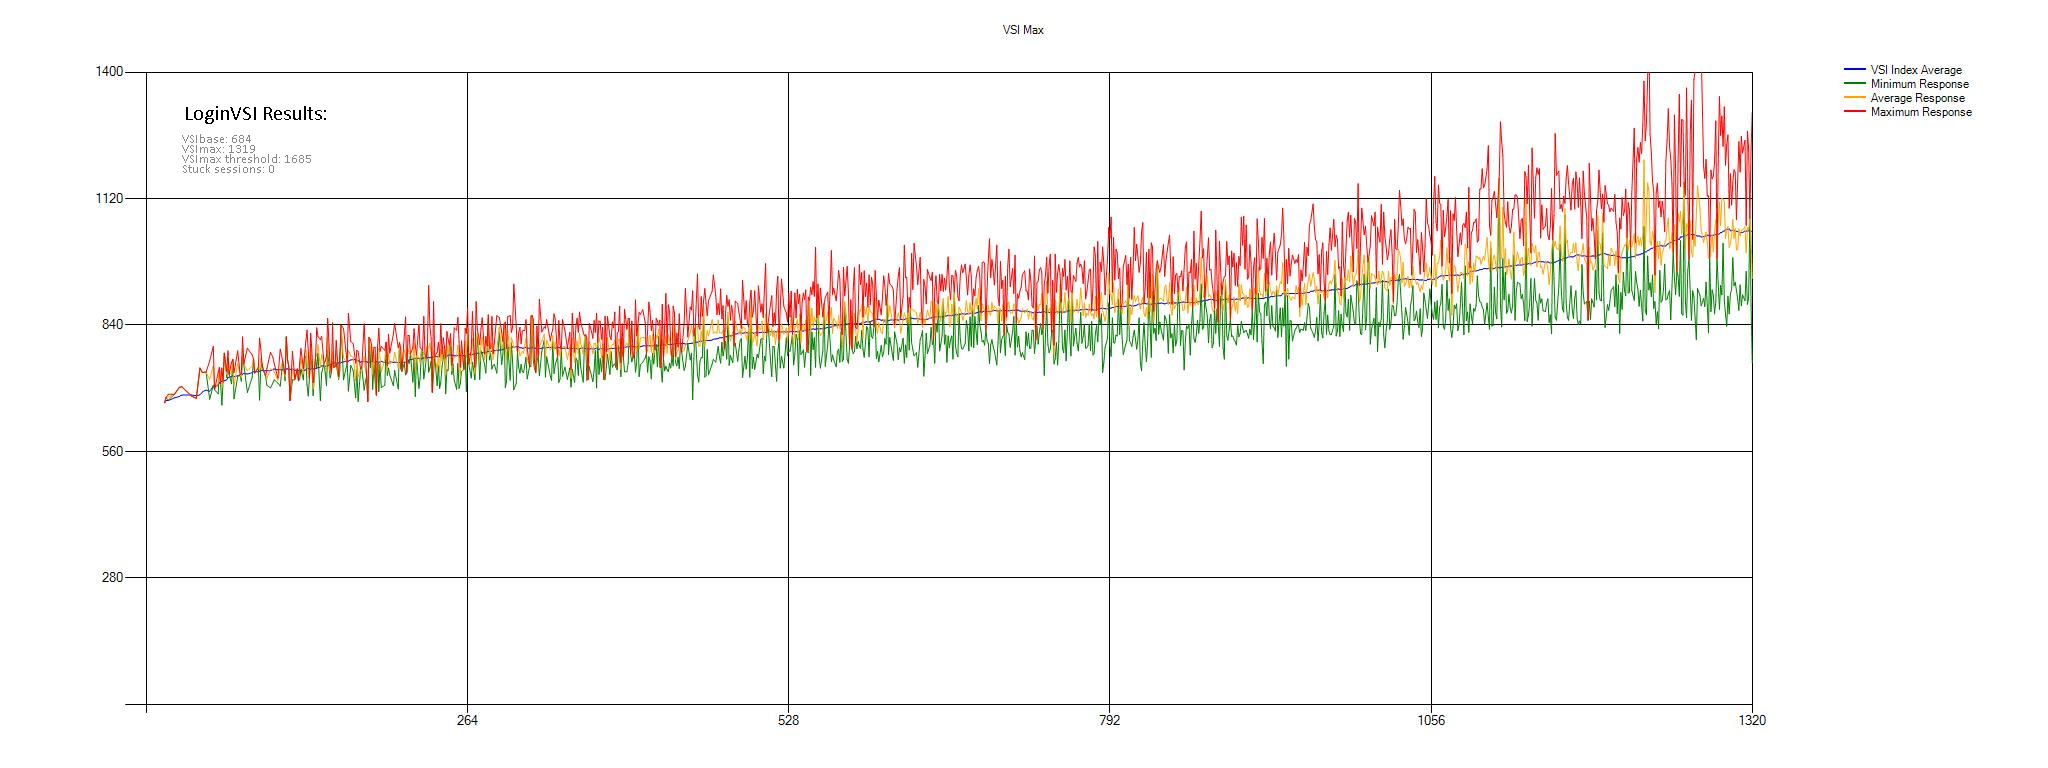 VSI Max
1400
1120
840
560
280
264
528
792
1056
1320
LoginVSI Results:
VSIbase: 684
VSImax: 1319
VSImax threshold: 1685
Stuck sessions: 0
VSI Index Average
Minimum Response
Average Response
Maximum Response